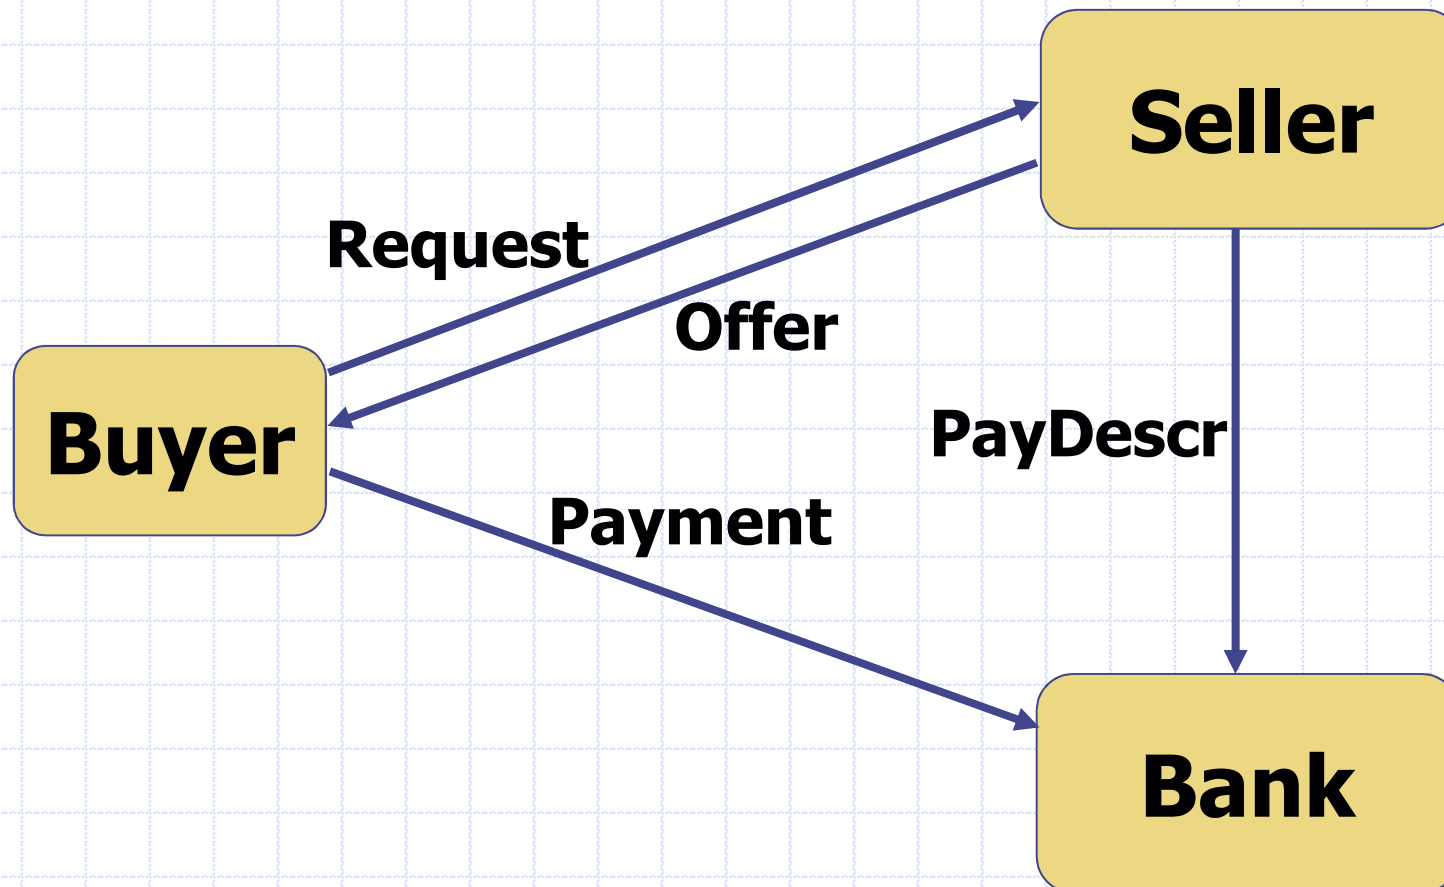 Seller
Request
Offer
Buyer
PayDescr
Payment
Bank